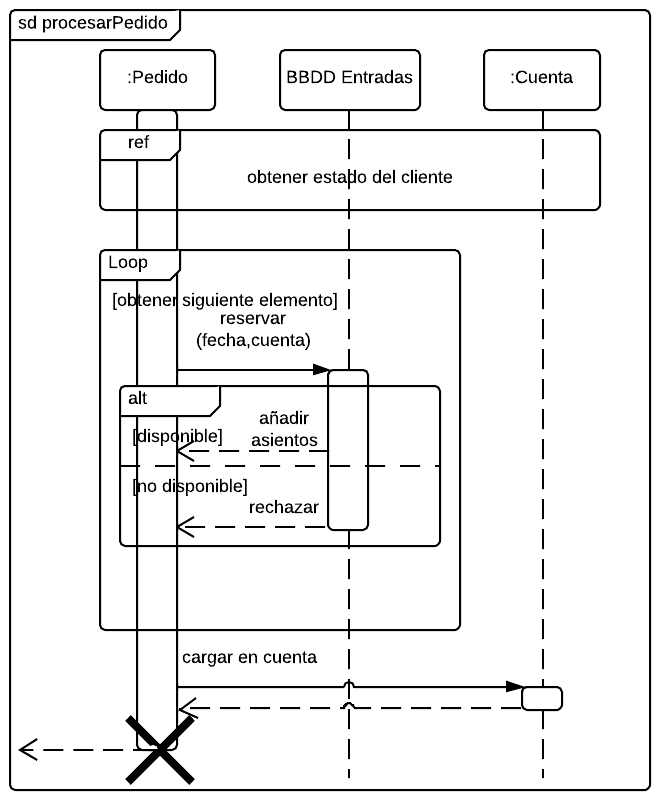 sd procesarPedido
:Pedido
BBDD Entradas
:Cuenta
ref
obtener estado del cliente
Loop
[obtener siguiente elemento]
reservar
(fecha,cuenta)
alt
añadir
[disponible]
asientos
[no disponible]
rechazar
cargar en cuenta